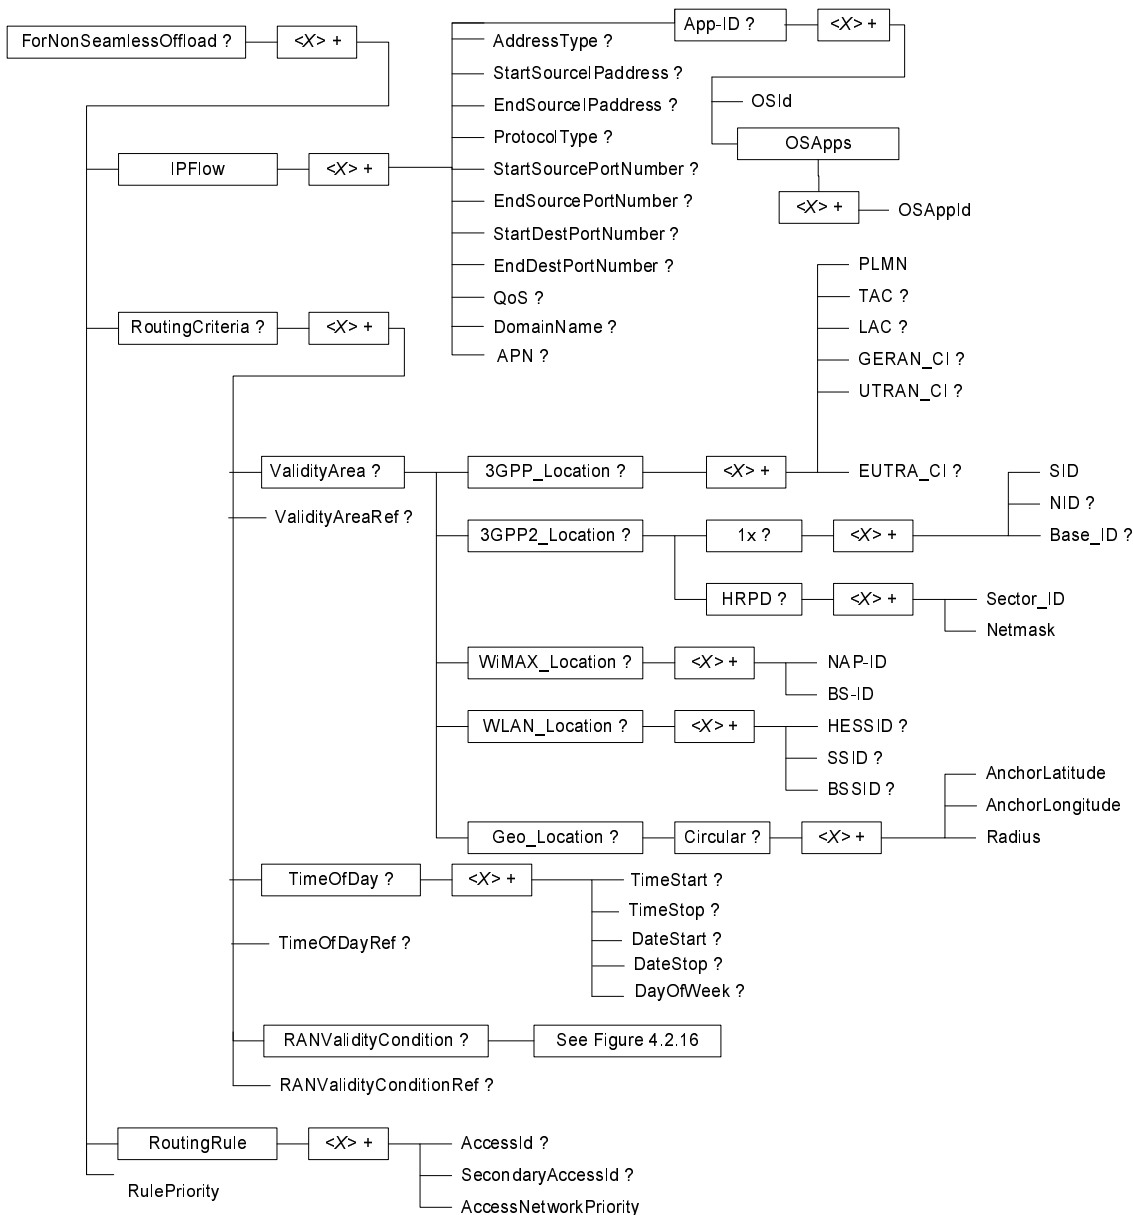 ForNonSeamlessOffload ? <X> +
App-ID ? <X> +
AddressType ?
StartSourceIPaddress ?
EndSourceIPaddress ?
OSId
ProtocolType ?
OSApps
IPFlow <X> +
StartSourcePortNumber ?
EndSourcePortNumber ?
<X> + OSAppId
StartDestPortNumber ?
EndDestPortNumber ?
PLMN
QoS ?
TAC ?
RoutingCriteria ? <X> +
DomainName ?
LAC ?
APN ?
GERAN_CI ?
UTRAN_CI ?
ValidityArea ? 3GPP_Location ? <X> + EUTRA_CI ?
SID
NID ?
ValidityAreaRef ?
3GPP2_Location ? 1x ? <X> + Base_ID ?
HRPD ? <X> + Sector_ID
Netmask
WiMAX_Location ? <X> + NAP-ID
BS-ID
WLAN_Location ? <X> + HESSID ?
SSID ?
BSSID ?
AnchorLatitude
AnchorLongitude
Geo_Location ? Circular ? <X> + Radius
TimeOfDay ? <X> + TimeStart ?
TimeStop ?
DateStart ?
TimeOfDayRef ?
DateStop ?
DayOfWeek ?
RANValidityCondition ? See Figure 4.2.16
RANValidityConditionRef ?
RoutingRule <X> + AccessId ?
SecondaryAccessId ?
RulePriority
AccessNetworkPriority